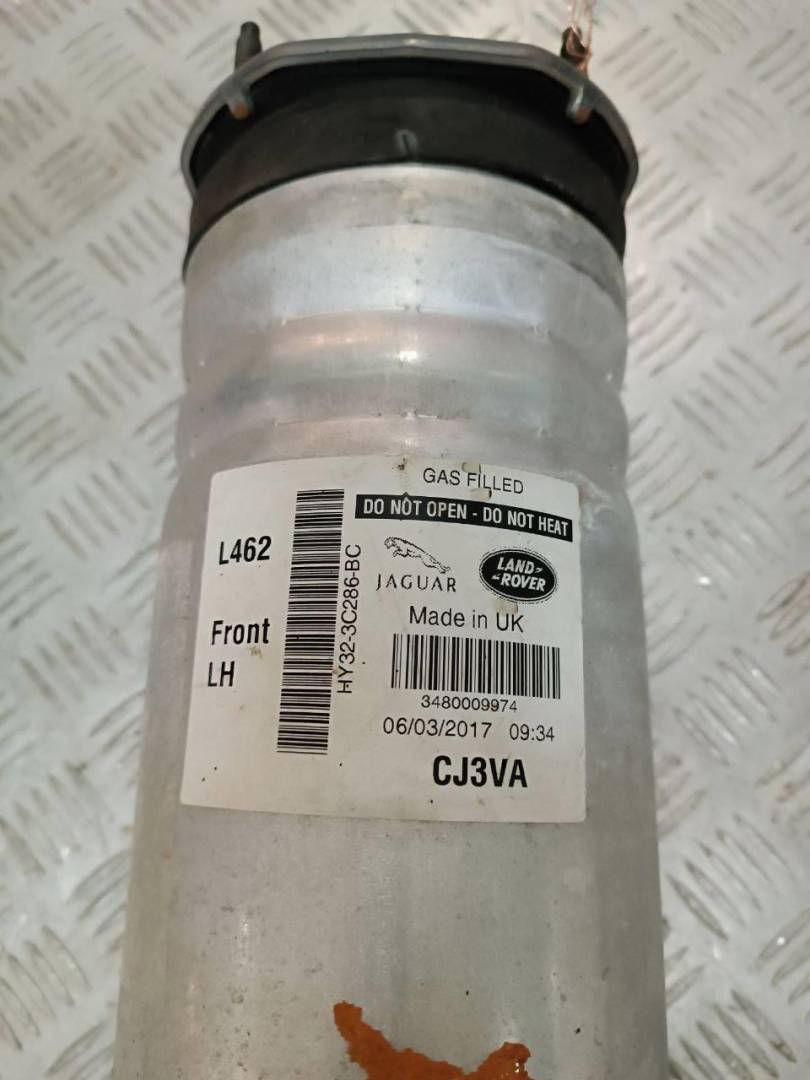 GAS FILLED
DO NOT OPEN - DO NOT HEAT
L462
Front
LH
HY32-3C286-BC
JAGUAR
LAND-
-ROVER
Made in UK
3480009974
06/03/2017 09:34
CJ3VA